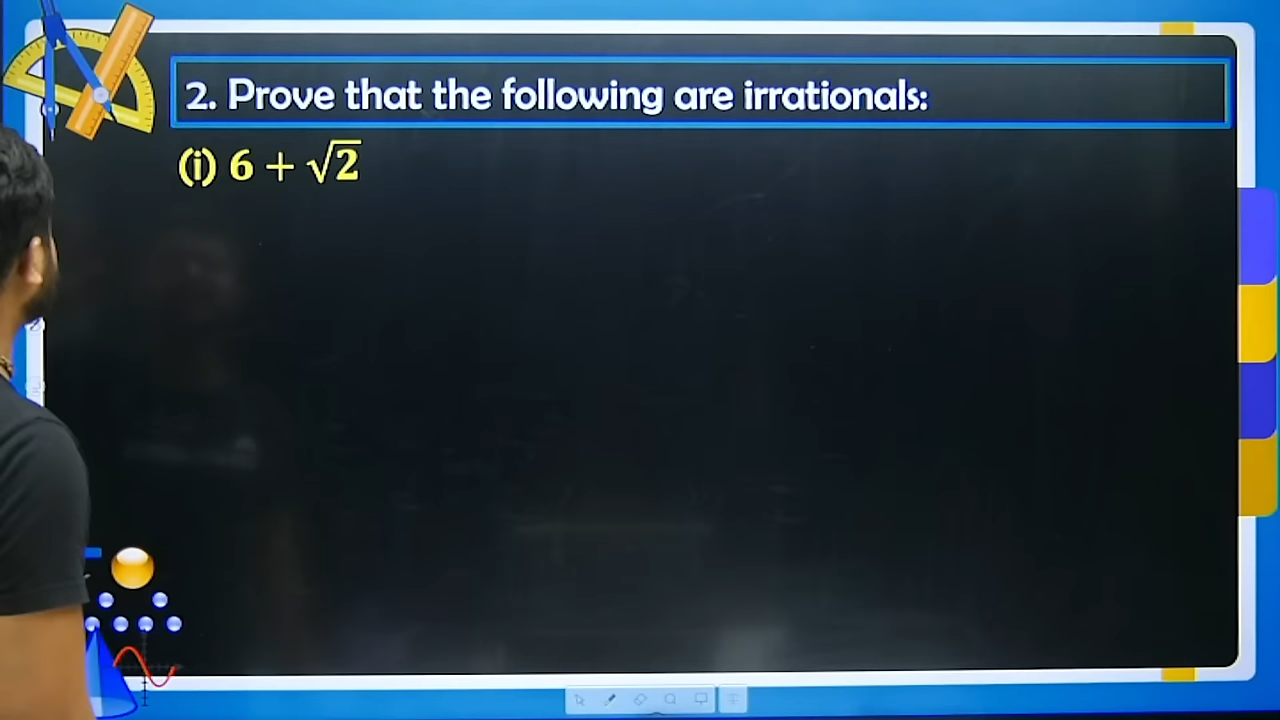 2. Prove that the following are irrationals:
(i) 6 + √2